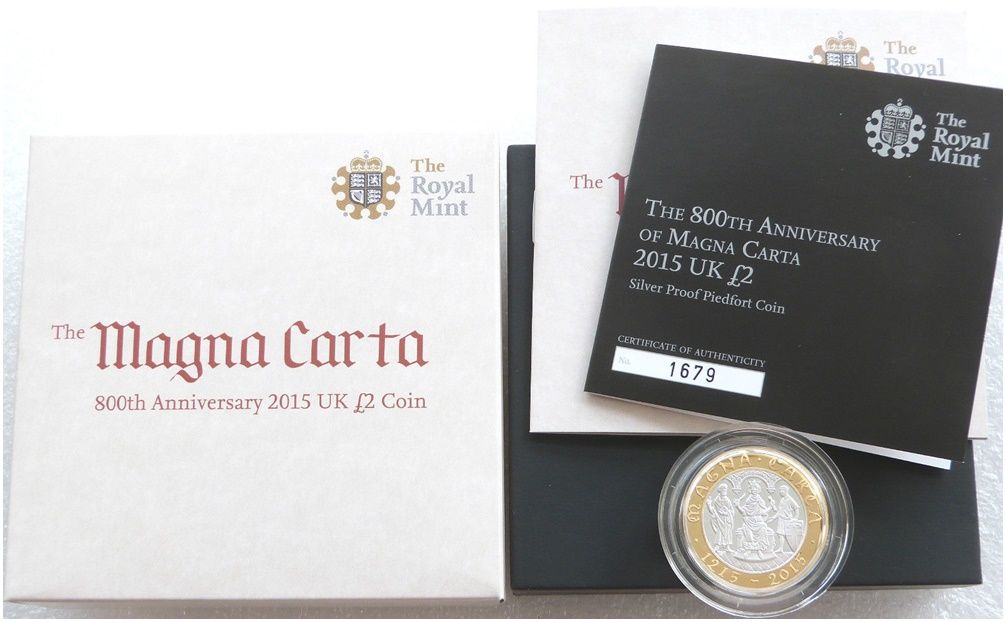 The
Royal
Mint
The Magna Carta
800th Anniversary 2015 UK £2 Coin
The
Royal
The
The
Royal
Mint
THE 800TH ANNIVERSARY
OF MAGNA CARTA
2015 UK £2
Silver Proof Piedfort Coin
CERTIFICATE OF AUTHENTICITY
No. 1679
MAGNA · CARTA
· 1215 ~ 2015 ·